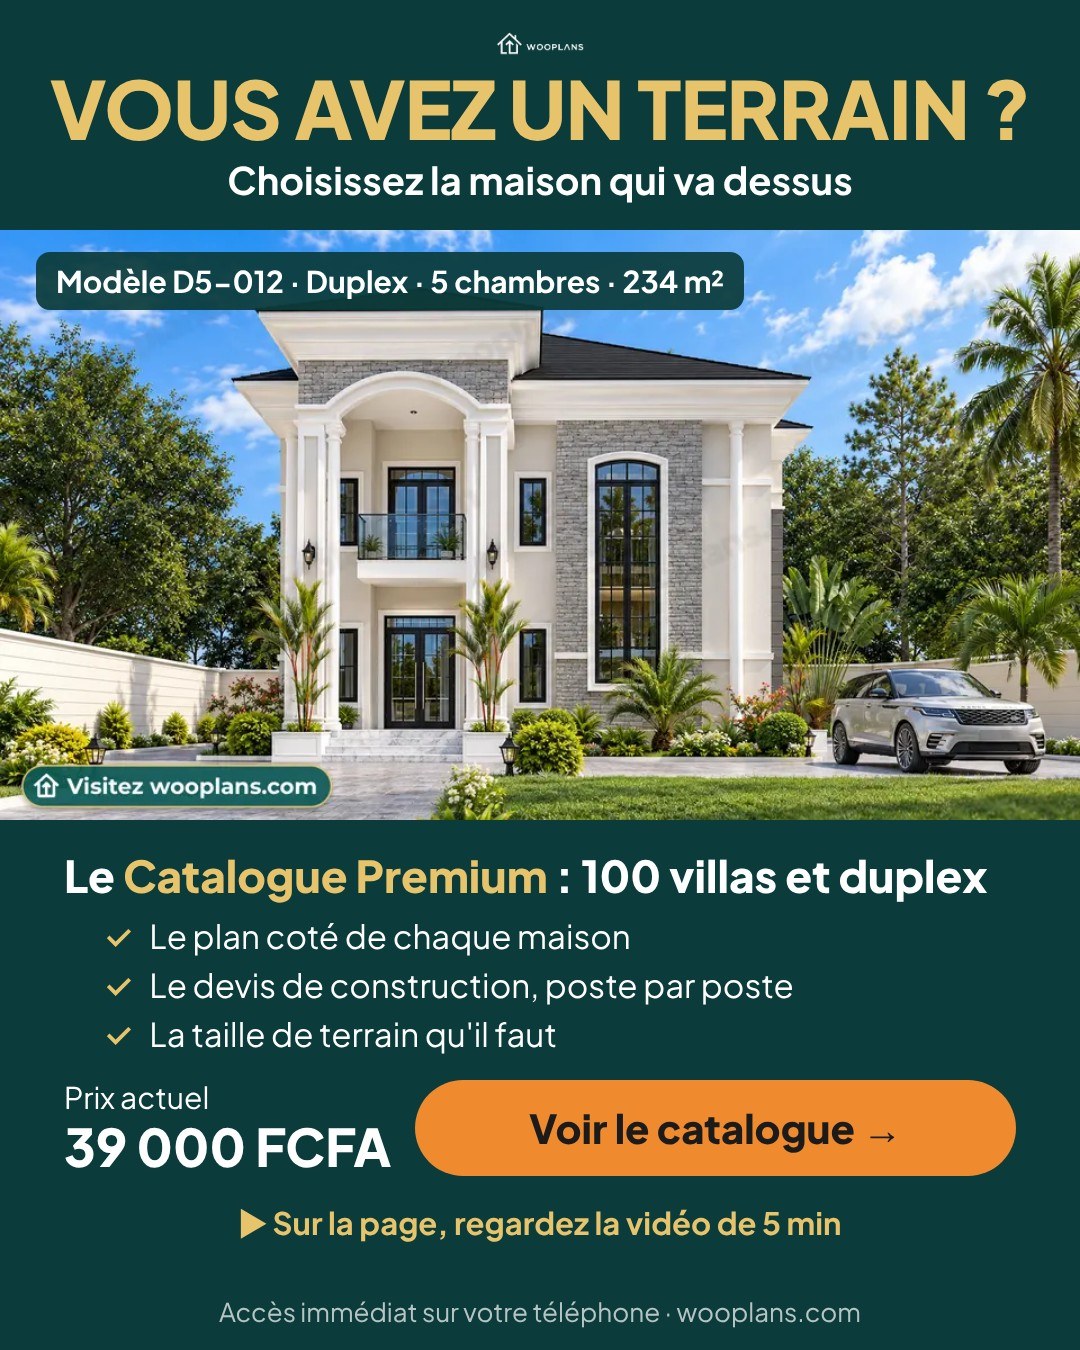 WOOPLANS
VOUS AVEZ UN TERRAIN ?
Choisissez la maison qui va dessus
Modèle D5-012 · Duplex · 5 chambres · 234 m²
Visitez wooplans.com
Le Catalogue Premium : 100 villas et duplex
✓ Le plan coté de chaque maison
✓ Le devis de construction, poste par poste
✓ La taille de terrain qu'il faut
Prix actuel
39 000 FCFA
Voir le catalogue →
▶ Sur la page, regardez la vidéo de 5 min
Accès immédiat sur votre téléphone · wooplans.com